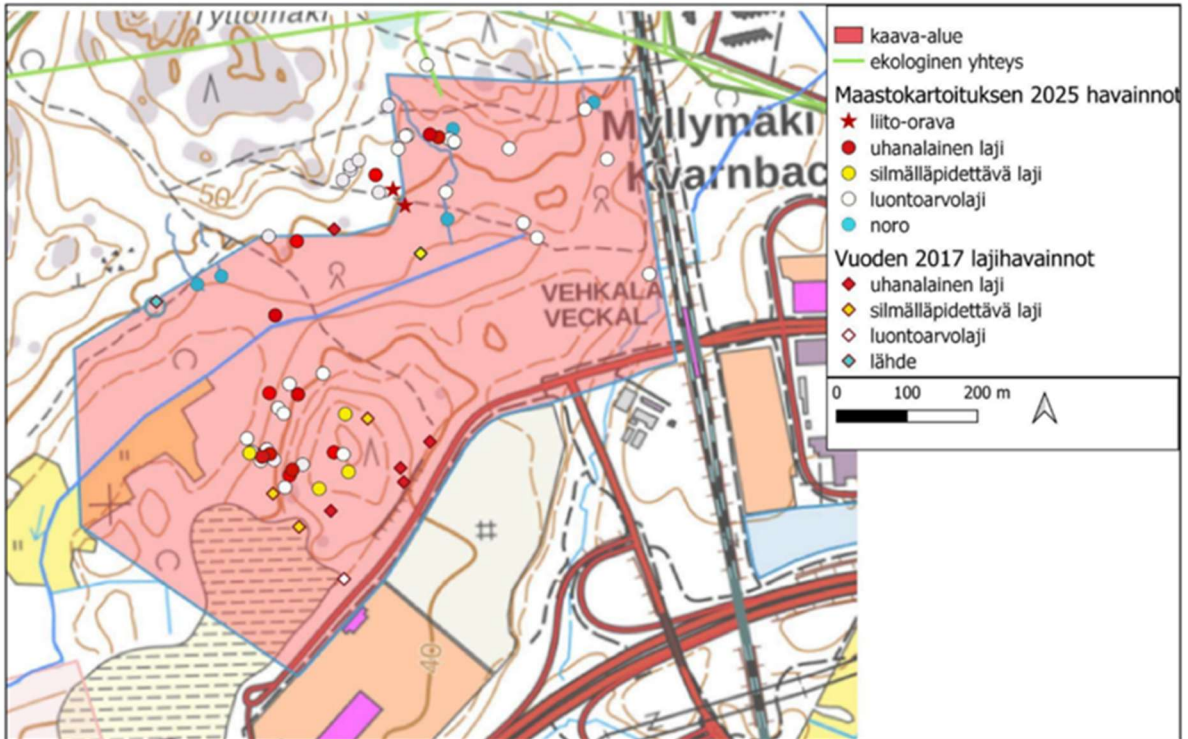 Tyttömäki
50
Myllymäki
Kvarnbac
VEHKALA
VECKAL
40
kaava-alue
ekologinen yhteys
Maastokartoituksen 2025 havainnot
liito-orava
uhanalainen laji
silmälläpidettävä laji
luontoarvolaji
noro
Vuoden 2017 lajihavainnot
uhanalainen laji
silmälläpidettävä laji
luontoarvolaji
lähde
0 100 200 m